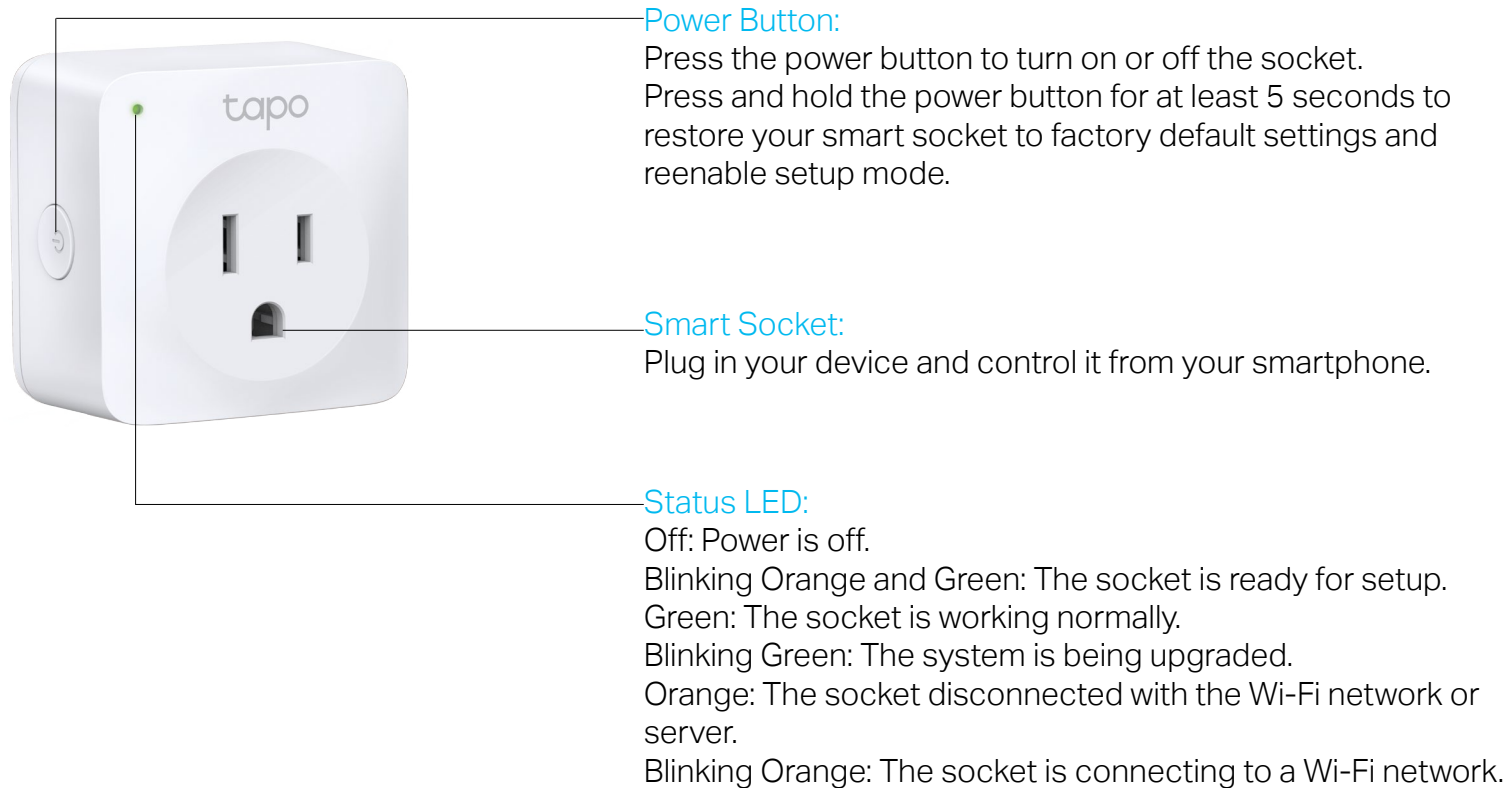 Power Button:
Press the power button to turn on or off the socket.
Press and hold the power button for at least 5 seconds to
restore your smart socket to factory default settings and
reenable setup mode.
tapo
Smart Socket:
Plug in your device and control it from your smartphone.
Status LED:
Off: Power is off.
Blinking Orange and Green: The socket is ready for setup.
Green: The socket is working normally.
Blinking Green: The system is being upgraded.
Orange: The socket disconnected with the Wi-Fi network or
server.
Blinking Orange: The socket is connecting to a Wi-Fi network.